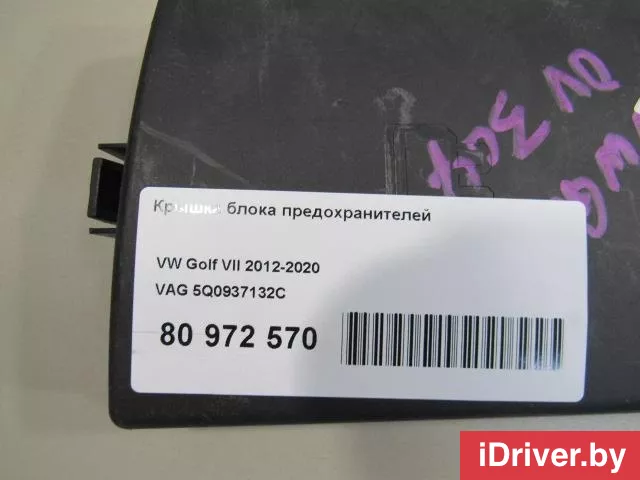 Крышка блока предохранителей
VW Golf VII 2012-2020
VAG 5Q0937132C
80 972 570
iDriver.by